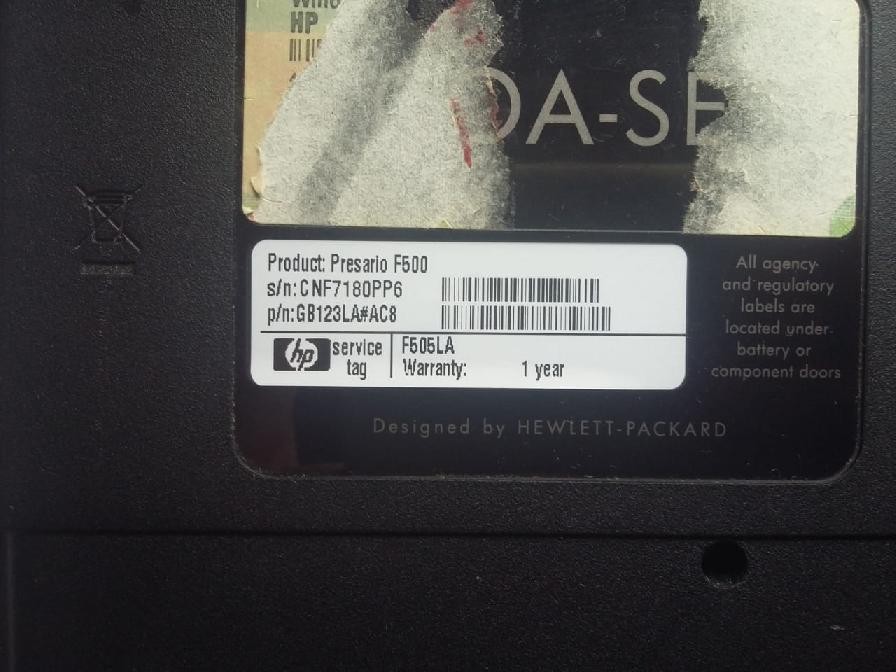 HP
DA-SE
Product: Presario F500
s/n:CNF7180PP6
p/n:GB123LA#AC8
hp service tag
F505LA
Warranty: 1 year
All agency
and regulatory
labels are
located under
battery or
component doors
Designed by HEWLETT-PACKARD